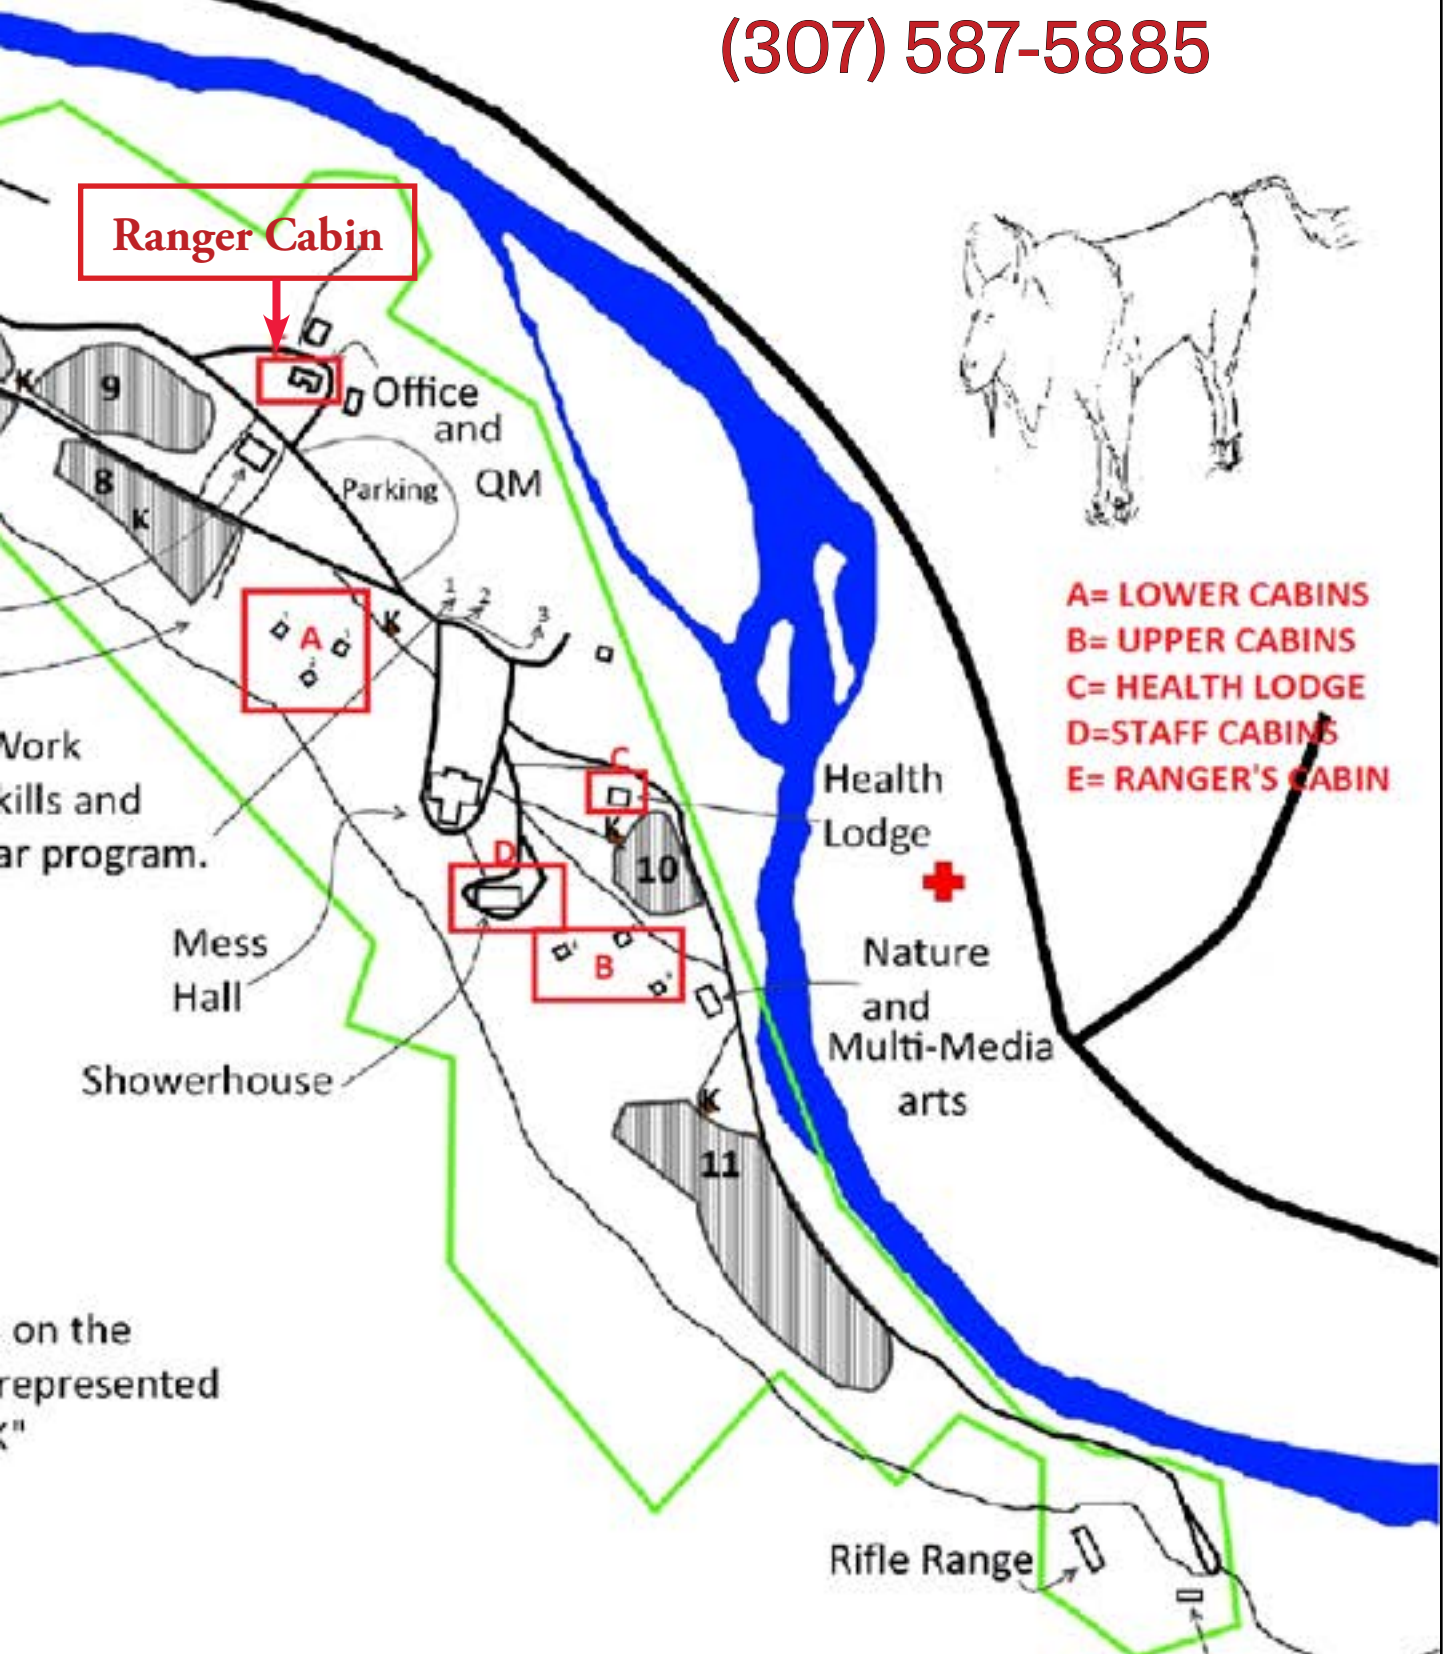 (307) 587-5885
Ranger Cabin
K
9
Office
and
QM
8
K
Parking
1
2
3
A
K
A= LOWER CABINS
B= UPPER CABINS
C= HEALTH LODGE
D=STAFF CABINS
E= RANGER'S CABIN
Work
kills and
ar program.
C
Health
Lodge
K
10
D
B
Mess
Hall
Nature
and
Multi-Media
arts
Showerhouse
K
11
on the
represented
K"
Rifle Range